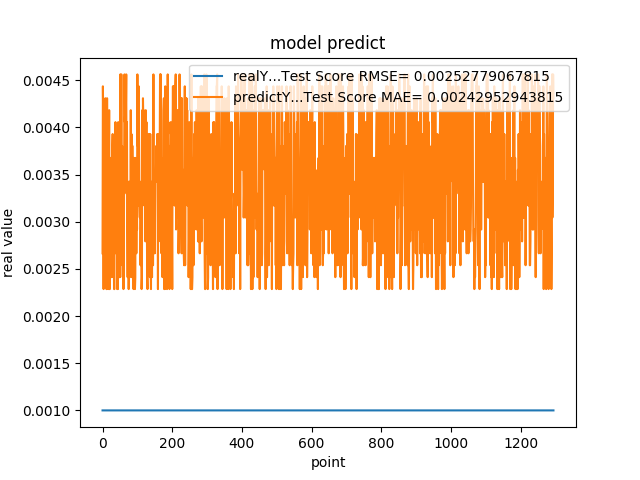 model predict
realY...Test Score RMSE= 0.00252779067815
predictY...Test Score MAE= 0.00242952943815
0.0045
0.0040
0.0035
0.0030
0.0025
0.0020
0.0015
0.0010
real value
0 200 400 600 800 1000 1200
point